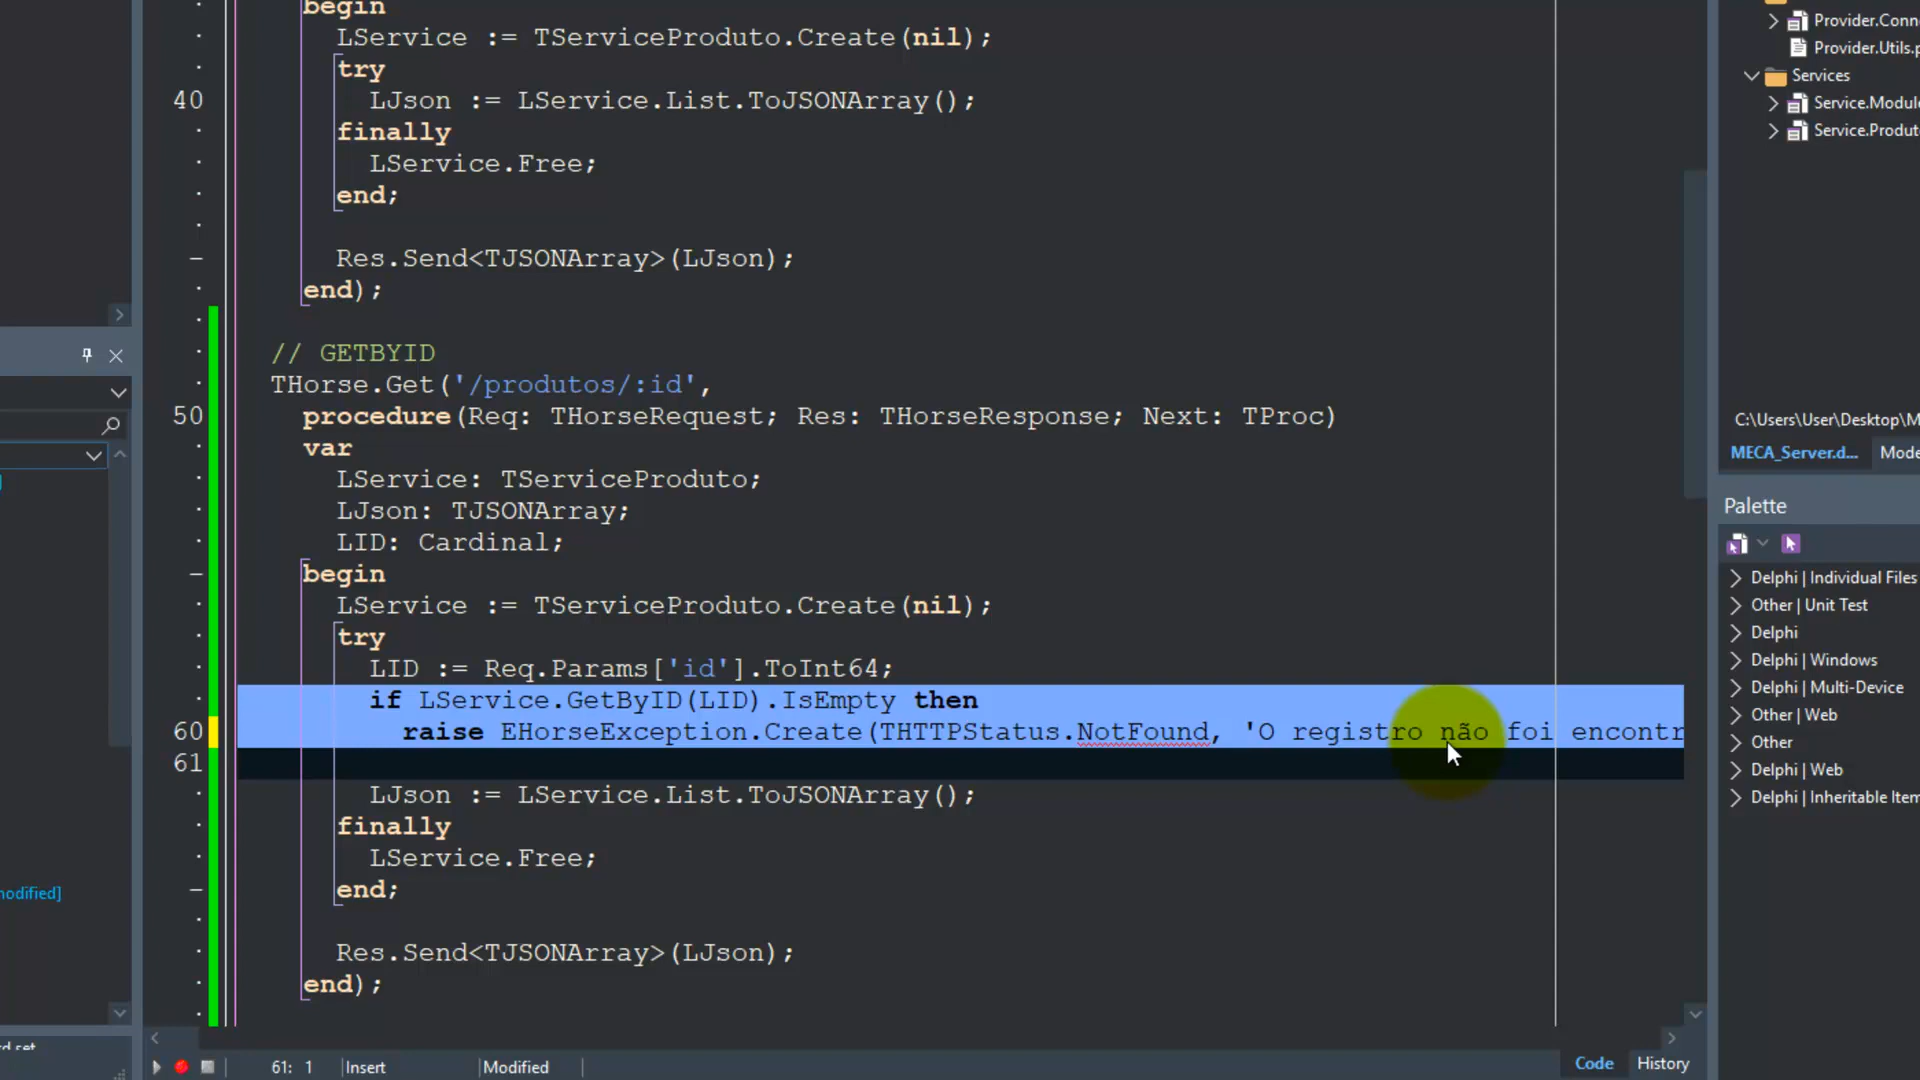 begin
LService := TServiceProduto.Create(nil);
try
40 LJson := LService.List.ToJSONArray();
finally
LService.Free;
end;
Res.Send<TJSONArray>(LJson);
end);
// GETBYID
THorse.Get('/produtos/:id',
50 procedure(Req: THorseRequest; Res: THorseResponse; Next: TProc)
var
LService: TServiceProduto;
LJson: TJSONArray;
LID: Cardinal;
begin
LService := TServiceProduto.Create(nil);
try
LID := Req.Params['id'].ToInt64;
if LService.GetByID(LID).IsEmpty then
60 raise EHorseException.Create(THTTPStatus.NotFound, 'O registro não foi encontr
61
LJson := LService.List.ToJSONArray();
finally
LService.Free;
end;
Res.Send<TJSONArray>(LJson);
end);
61: 1 Insert Modified
Code History
modified]
Provider.Conn
Provider.Utils.p
Services
Service.Module
Service.Produt
C:\Users\User\Desktop\M
MECA_Server.d... Mode
Palette
Delphi | Individual Files
Other | Unit Test
Delphi
Delphi | Windows
Delphi | Multi-Device
Other | Web
Other
Delphi | Web
Delphi | Inheritable Item